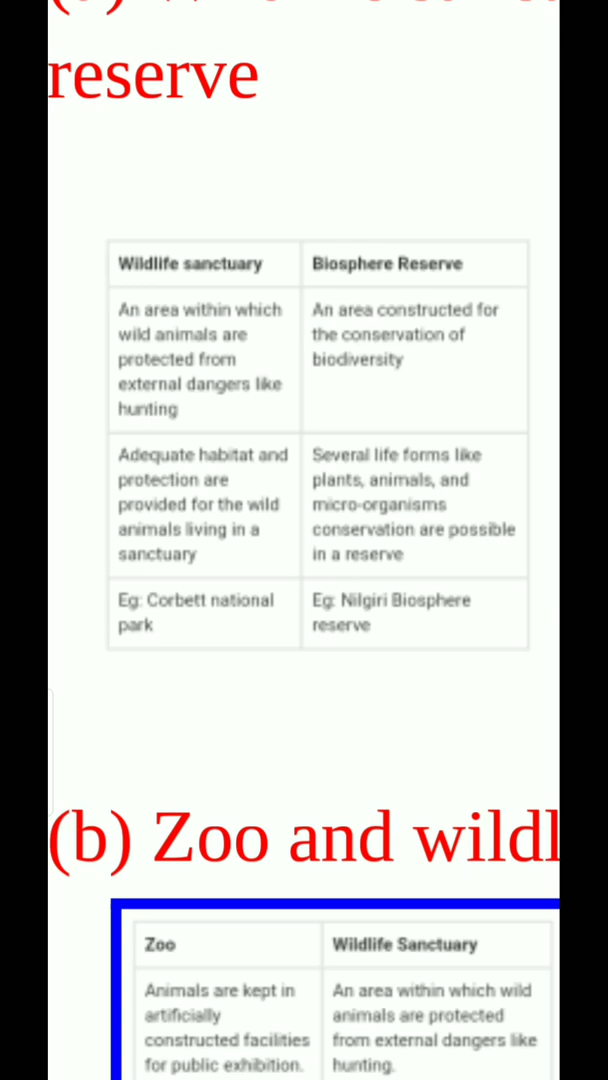 reserve
Wildlife sanctuary
Biosphere Reserve
An area within which
wild animals are
protected from
external dangers like
hunting
An area constructed for
the conservation of
biodiversity
Adequate habitat and
protection are
provided for the wild
animals living in a
sanctuary
Several life forms like
plants, animals, and
micro-organisms
conservation are possible
in a reserve
Eg: Corbett national
park
Eg: Nilgiri Biosphere
reserve
(b) Zoo and wildl
Zoo
Wildlife Sanctuary
Animals are kept in
artificially
constructed facilities
for public exhibition.
An area within which wild
animals are protected
from external dangers like
hunting.